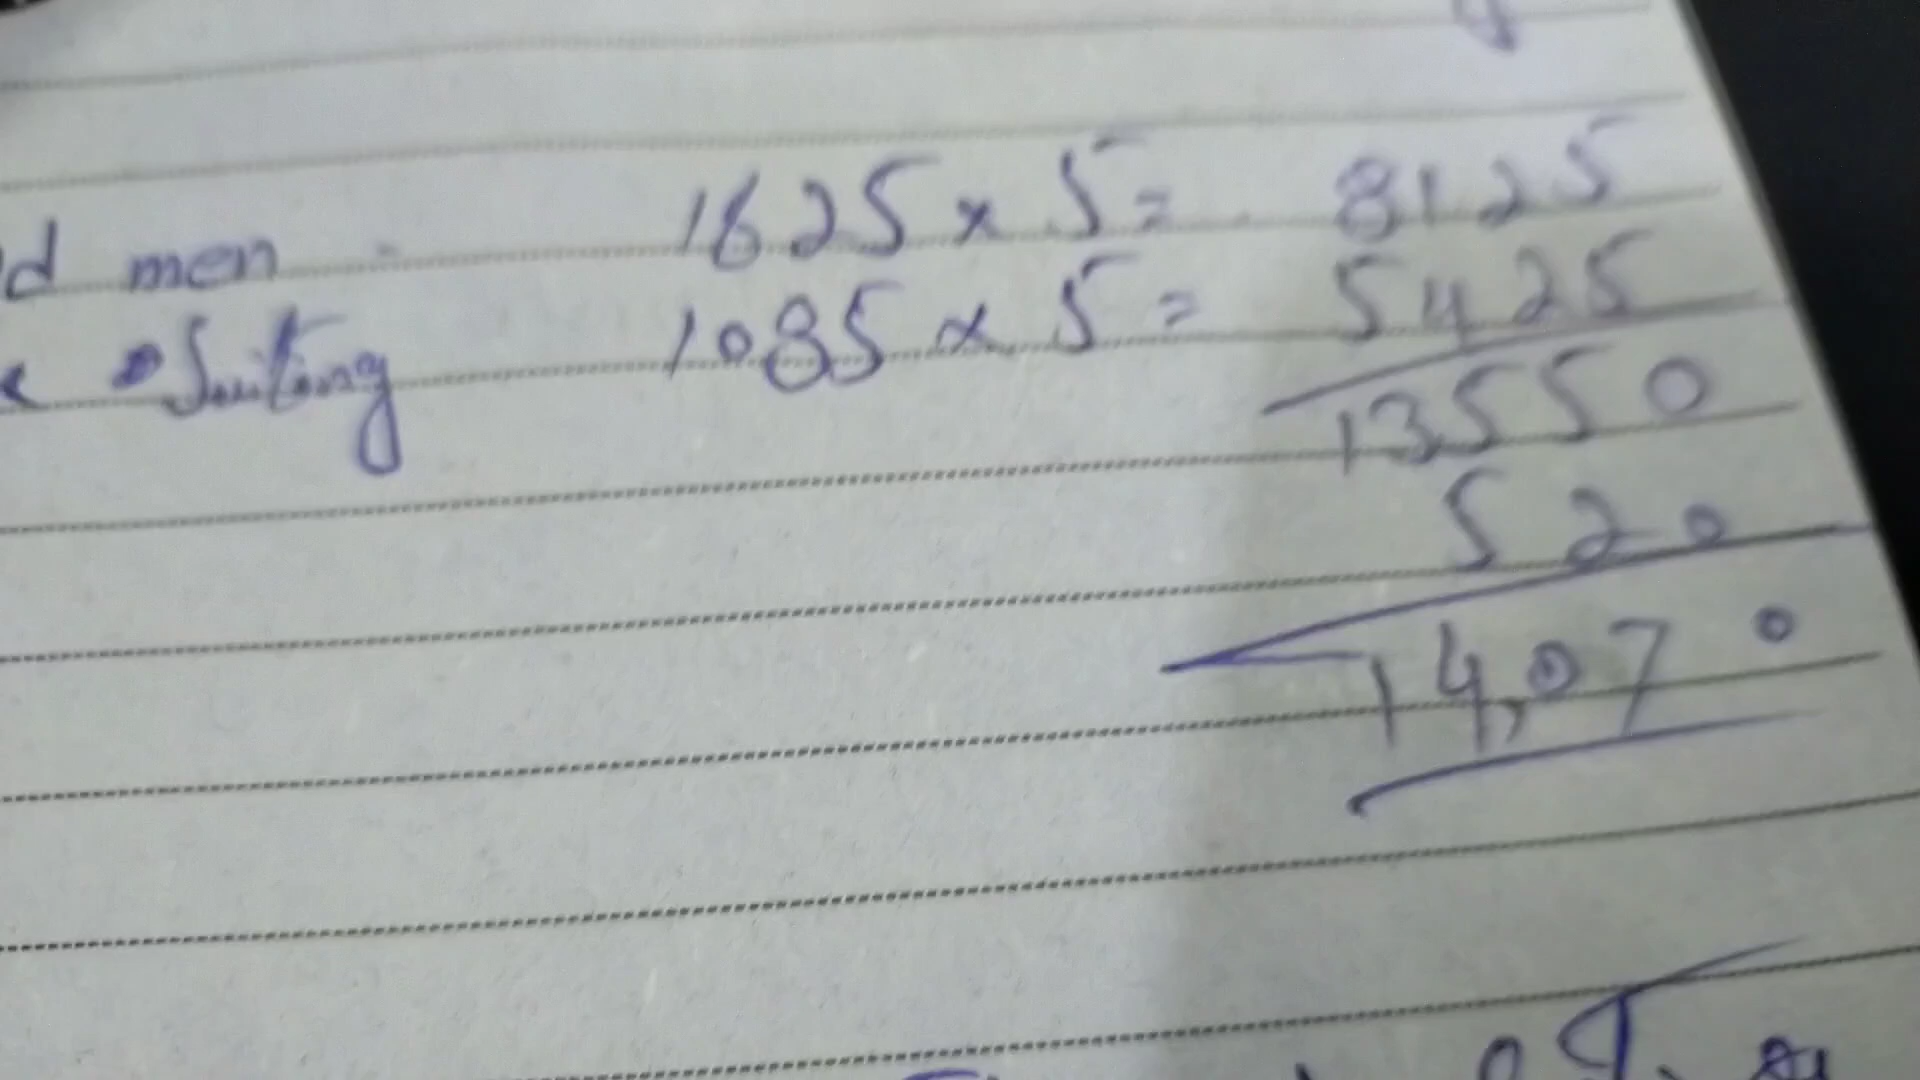 d men - 1625 x 5 = 8125
Suiting 1085 x 5 = 5425
13550
520
14,070